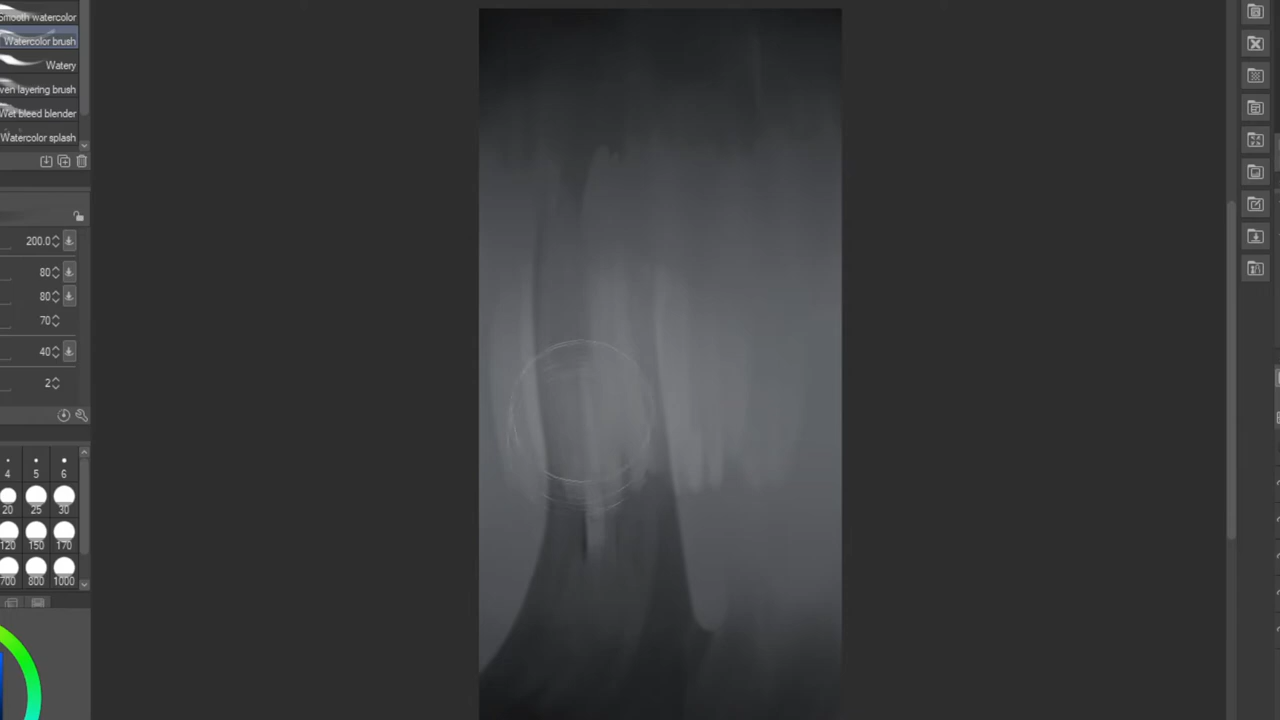 Smooth watercolor
Watercolor brush
Watery
ven layering brush
Wet bleed blender
Watercolor splash
200.0
80
80
70
40
2
4 5 6
20 25 30
120 150 170
700 800 1000